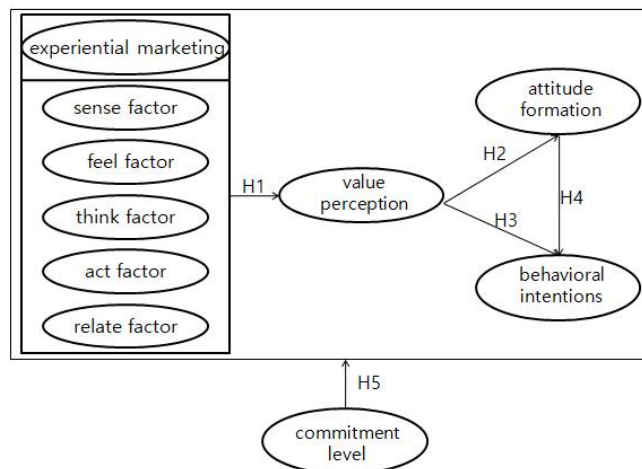 experiential marketing
sense factor
feel factor
think factor
act factor
relate factor
H1
value
perception
H2
H3
attitude
formation
H4
behavioral
intentions
H5
commitment
level